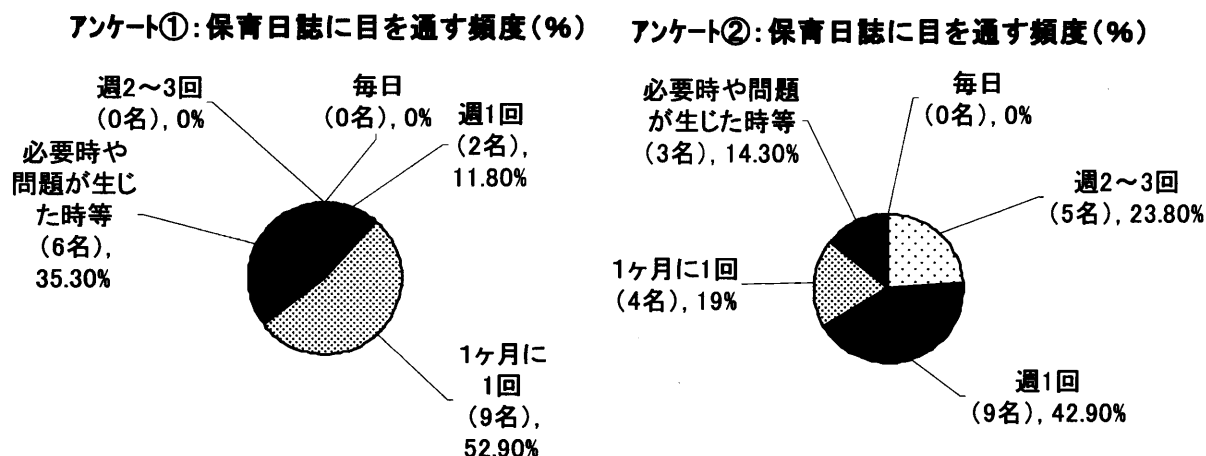 アンケート①:保育日誌に目を通す頻度(%)
週2～3回
(0名), 0%
毎日
(0名), 0%
週1回
(2名),
11.80%
必要時や
問題が生じ
た時等
(6名),
35.30%
1ヶ月に
1回
(9名),
52.90%
アンケート②:保育日誌に目を通す頻度(%)
必要時や問題
が生じた時等
(3名), 14.30%
毎日
(0名), 0%
週2～3回
(5名), 23.80%
1ヶ月に1回
(4名), 19%
週1回
(9名), 42.90%